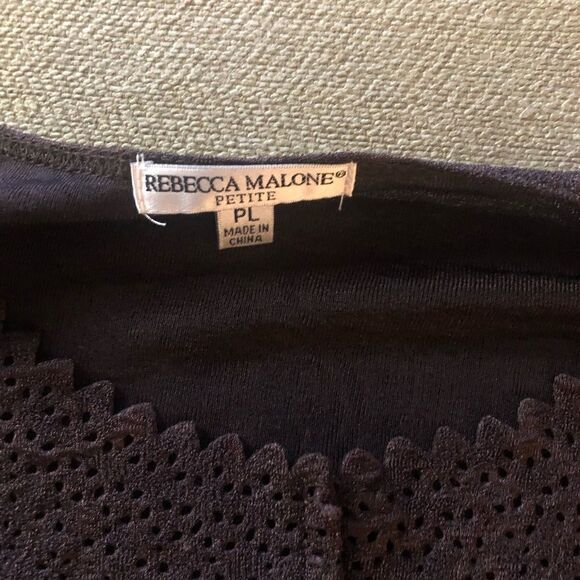 REBECCA MALONE®
PETITE
PL
MADE IN
CHINA